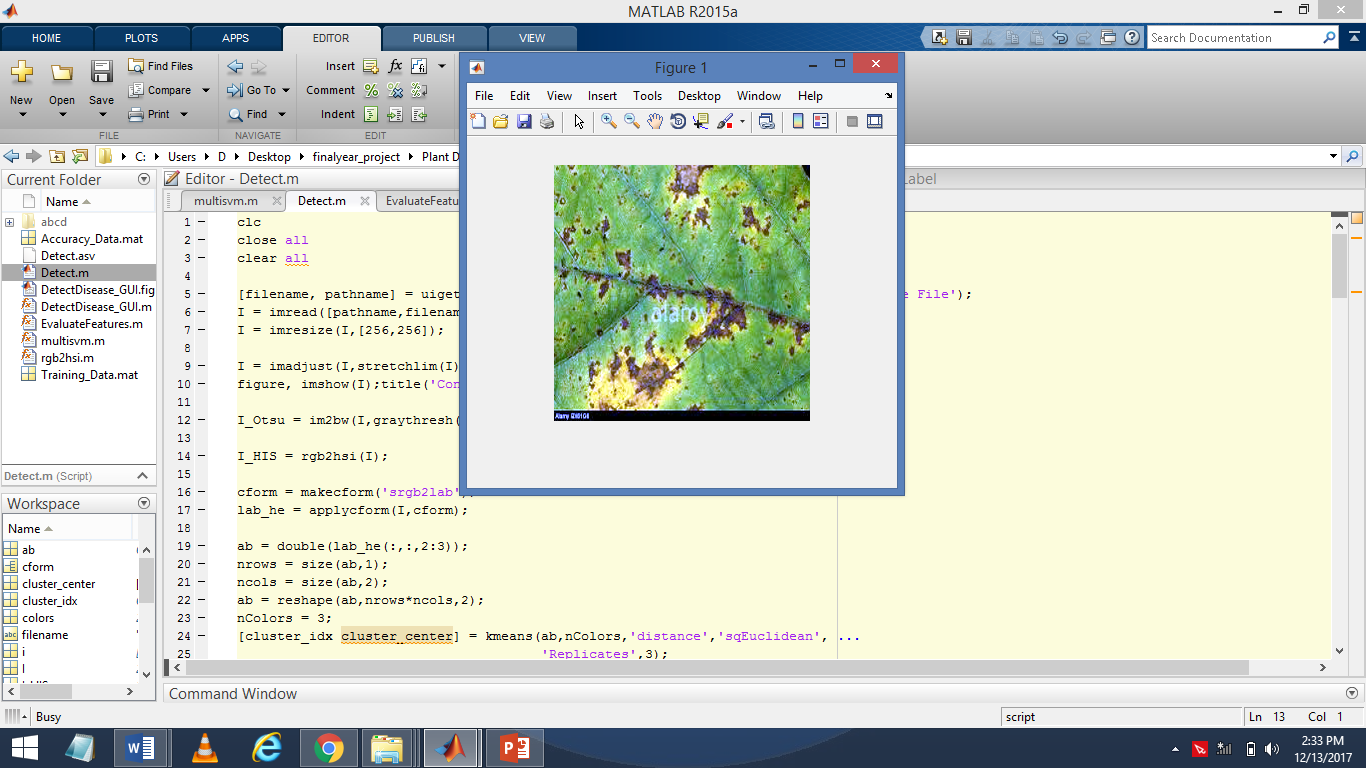 MATLAB R2015a
HOME PLOTS APPS EDITOR PUBLISH VIEW
Search Documentation
New Open Save
Find Files
Compare
Print
Go To
Find
Insert
Comment
Indent
FILE NAVIGATE EDIT
C: Users D Desktop finalyear_project Plant D
Current Folder
Name
abcd
Accuracy_Data.mat
Detect.asv
Detect.m
DetectDisease_GUI.fig
DetectDisease_GUI.m
EvaluateFeatures.m
multisvm.m
rgb2hsi.m
Training_Data.mat
Detect.m (Script)
Workspace
Name
ab
cform
cluster_center
cluster_idx
colors
filename
i
I
Busy
Editor - Detect.m
Label
multisvm.m Detect.m EvaluateFeatu
1 clc
2 close all
3 clear all
4
5 [filename, pathname] = uiget e File');
6 I = imread([pathname,filenam
7 I = imresize(I,[256,256]);
8
9 I = imadjust(I,stretchlim(I)
10 figure, imshow(I);title('Con
11
12 I_Otsu = im2bw(I,graythresh(
13
14 I_HIS = rgb2hsi(I);
15
16 cform = makecform('srgb2lab');
17 lab_he = applycform(I,cform);
18
19 ab = double(lab_he(:,:,2:3));
20 nrows = size(ab,1);
21 ncols = size(ab,2);
22 ab = reshape(ab,nrows*ncols,2);
23 nColors = 3;
24 [cluster_idx cluster_center] = kmeans(ab,nColors,'distance','sqEuclidean', ...
25 'Replicates',3);
Figure 1
File Edit View Insert Tools Desktop Window Help
alamy
Command Window
script
Ln 13 Col 1
2:33 PM
12/13/2017